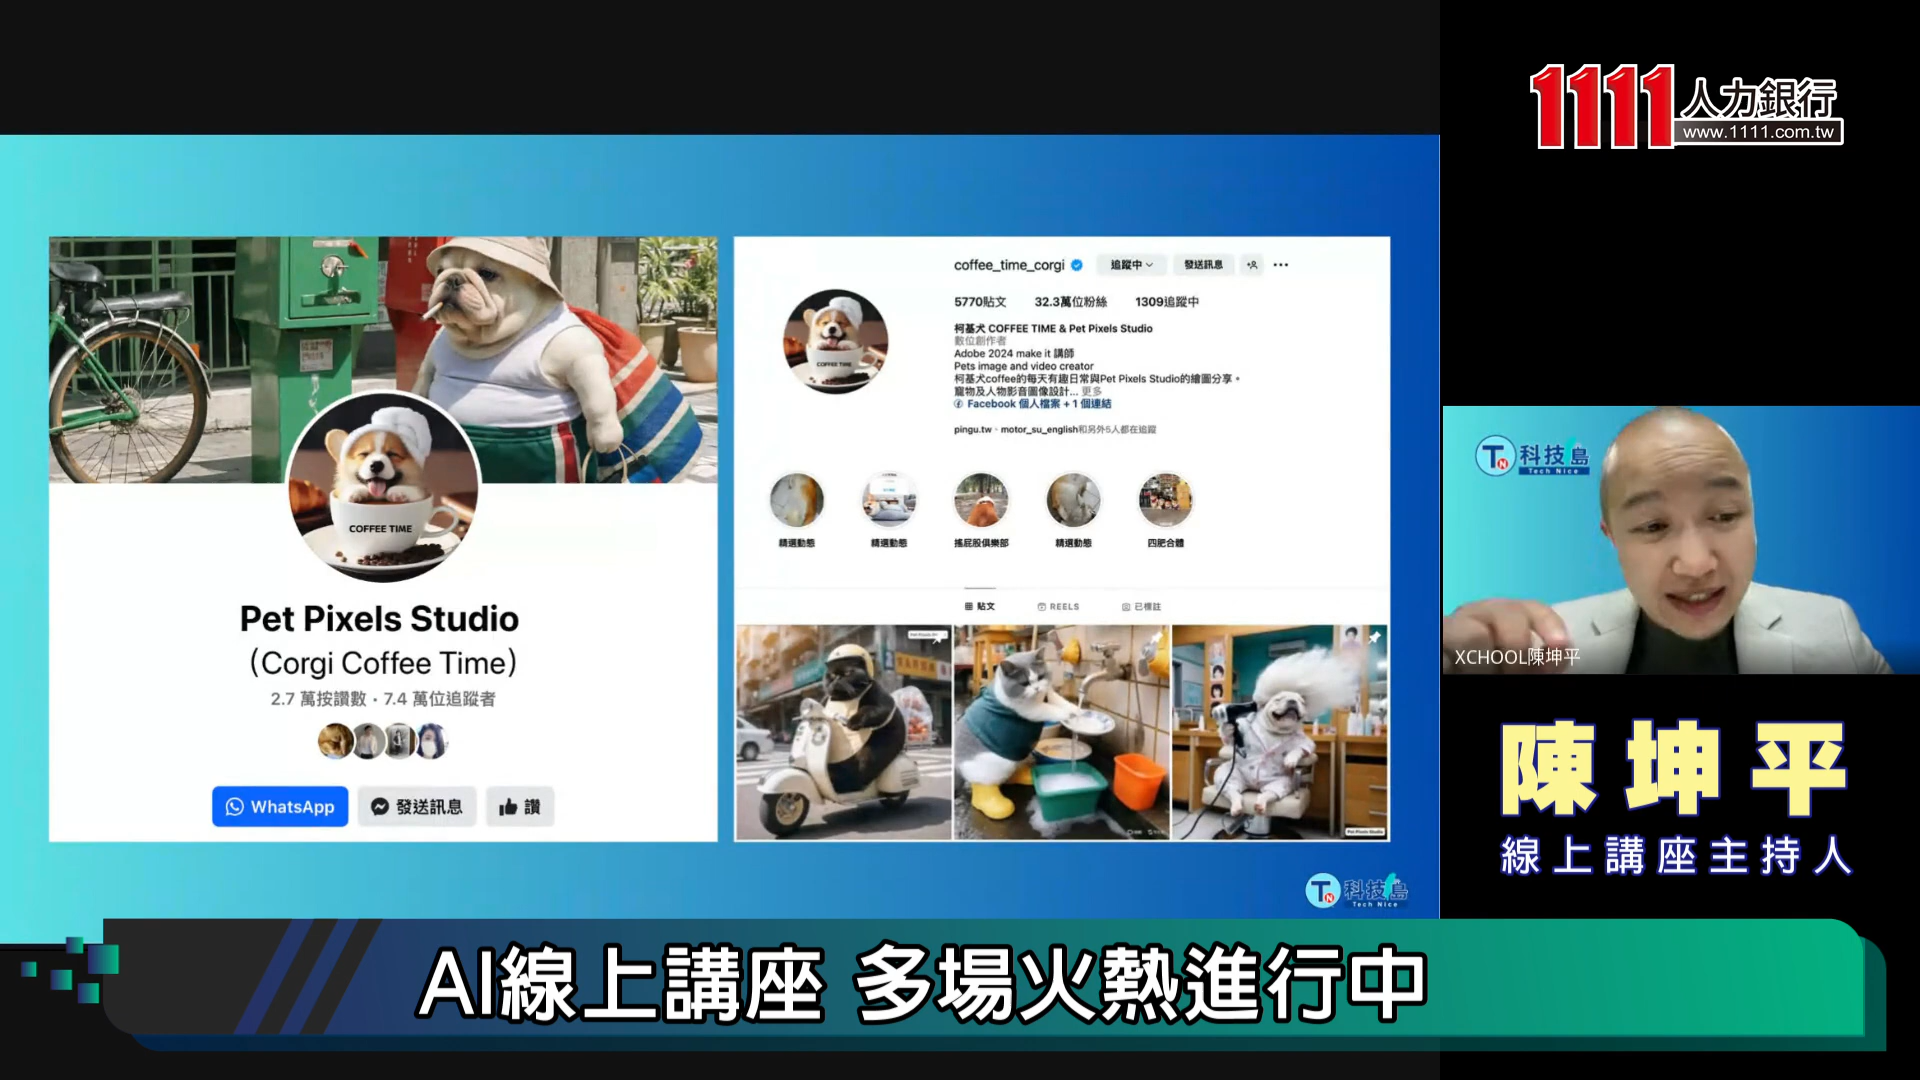 1111人力銀行
www.1111.com.tw
COFFEE TIME
Pet Pixels Studio
(Corgi Coffee Time)
2.7 萬按讚數・7.4 萬位追蹤者
WhatsApp
發送訊息
讚
coffee_time_corgi
追蹤中
發送訊息
5770貼文
32.3萬位粉絲
1309追蹤中
柯基犬 COFFEE TIME & Pet Pixels Studio
數位創作者
Adobe 2024 make it 講師
Pets image and video creator
柯基犬coffee的每天有趣日常與Pet Pixels Studio的繪圖分享。
寵物及人物影音圖像設計... 更多
Facebook 個人檔案 + 1 個連結
pingu.tw、motor_su_english和另外5人都在追蹤
COFFEE TIME
精選動態
精選動態
搖屁股俱樂部
精選動態
四肥合體
貼文
REELS
已標註
Pet Pixels Studio
科技島
Tech Nice
科技島
Tech Nice
XCHOOL陳坤平
陳坤平
線上講座主持人
AI線上講座 多場火熱進行中